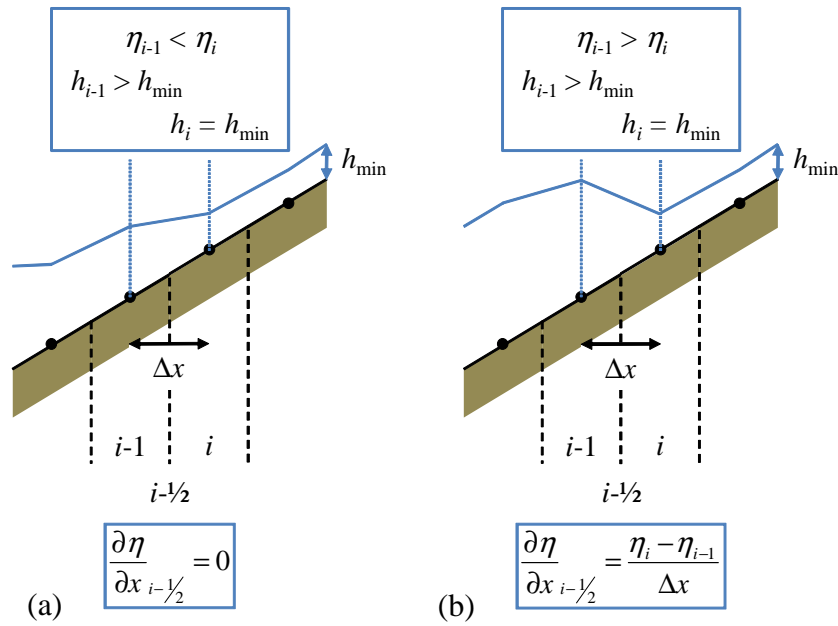 η_{i-1} < η_i
h_{i-1} > h_min
h_i = h_min
h_min
Δx
i-1
i
i-½
∂η/∂x_{i-½} = 0
(a)
η_{i-1} > η_i
h_{i-1} > h_min
h_i = h_min
h_min
Δx
i-1
i
i-½
∂η/∂x_{i-½} = (η_i − η_{i-1})/Δx
(b)